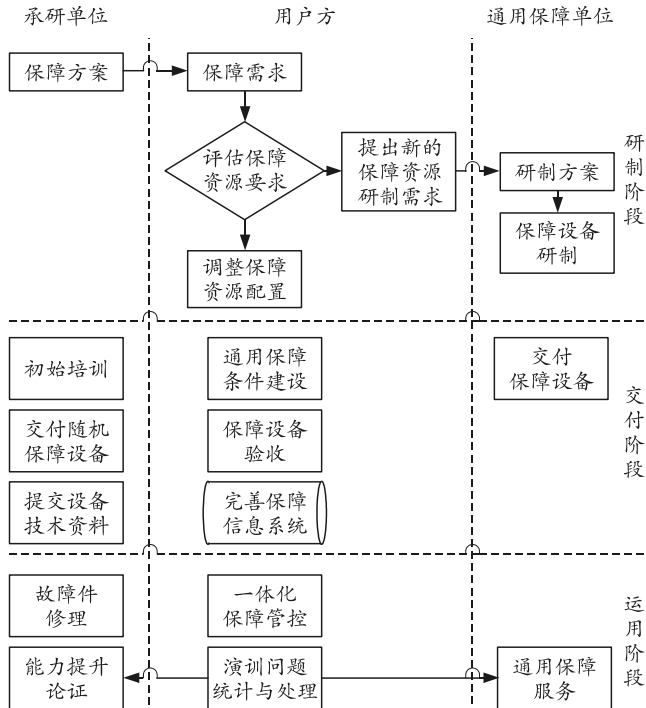 承研单位
用户方
通用保障单位
保障方案
保障需求
评估保障
资源要求
提出新的
保障资源
研制需求
研制方案
保障设备
研制
调整保障
资源配置
研制阶段
初始培训
通用保障
条件建设
交付
保障设备
交付随机
保障设备
保障设备
验收
提交设备
技术资料
完善保障
信息系统
交付阶段
故障件
修理
一体化
保障管控
能力提升
论证
演训问题
统计与处理
通用保障
服务
运用阶段